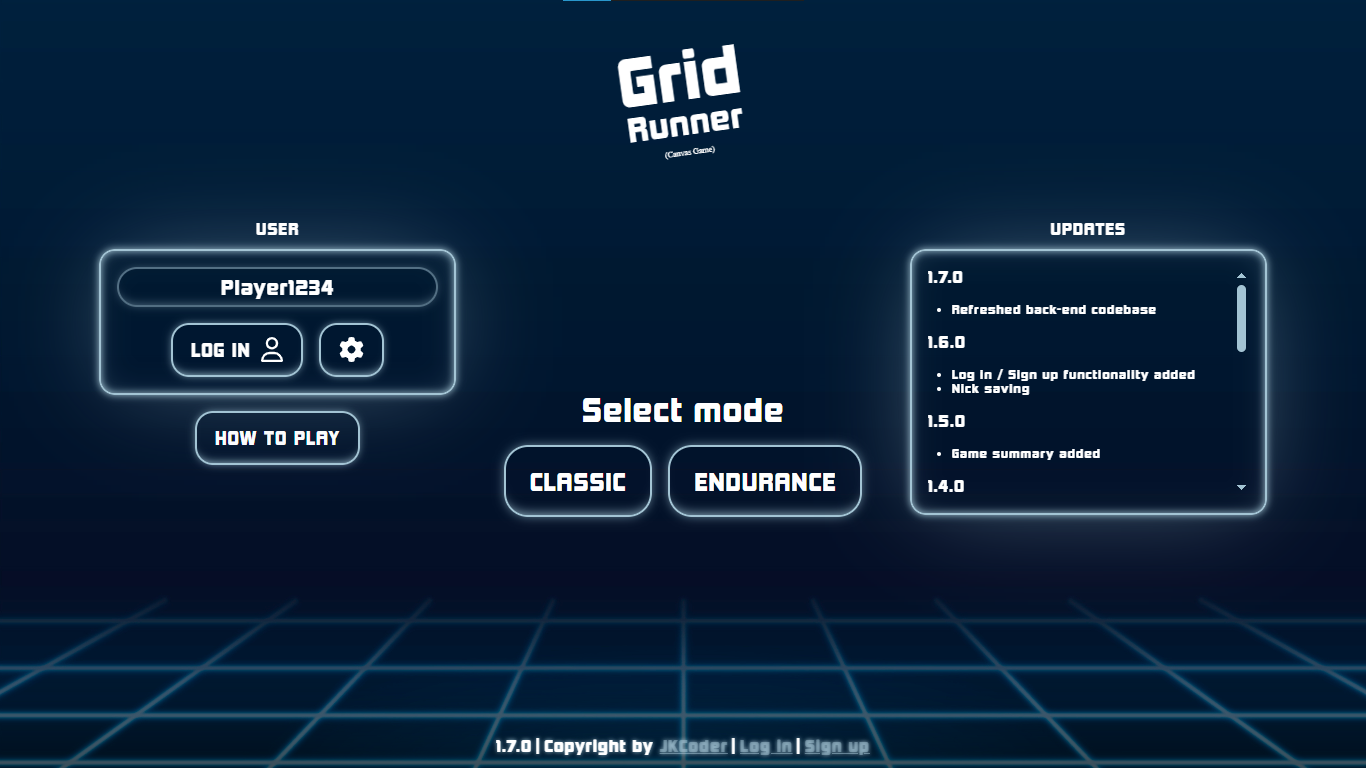 Grid
Runner
(Canvas Game)
USER
Player1234
LOG IN
HOW TO PLAY
Select mode
CLASSIC
ENDURANCE
UPDATES
1.7.0
Refreshed back-end codebase
1.6.0
Log in / Sign up functionality added
Nick saving
1.5.0
Game summary added
1.4.0
1.7.0 | Copyright by JKCoder | Log in | Sign up